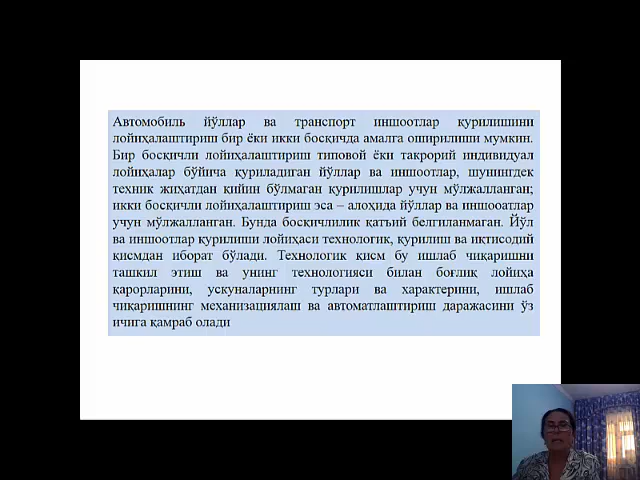 Автомобиль йўллар ва транспорт иншоотлар қурилишини
лойиҳалаштириш бир ёки икки босқичда амалга оширилиши мумкин.
Бир босқичли лойиҳалаштириш типовой ёки такрорий индивидуал
лойиҳалар бўйича қуриладиган йўллар ва иншоотлар, шунингдек
техник жиҳатдан қийин бўлмаган қурилишлар учун мўлжалланган;
икки босқичли лойиҳалаштириш эса – алоҳида йўллар ва иншооатлар
учун мўлжалланган. Бунда босқичлилик қатъий белгиланмаган. Йўл
ва иншоотлар қурилиши лойиҳаси технологик, қурилиш ва иқтисодий
қисмдан иборат бўлади. Технологик қисм бу ишлаб чиқаришни
ташкил этиш ва унинг технологияси билан боғлиқ лойиҳа
қарорларини, ускуналарнинг турлари ва характерини, ишлаб
чиқаришнинг механизациялаш ва автоматлаштириш даражасини ўз
ичига қамраб олади